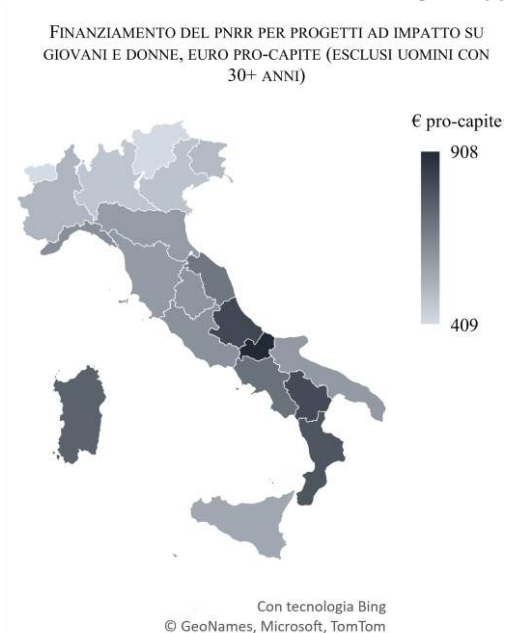 FINANZIAMENTO DEL PNRR PER PROGETTI AD IMPATTO SU
GIOVANI E DONNE, EURO PRO-CAPITE (ESCLUSI UOMINI CON
30+ ANNI)
€ pro-capite
908
409
Con tecnologia Bing
© GeoNames, Microsoft, TomTom